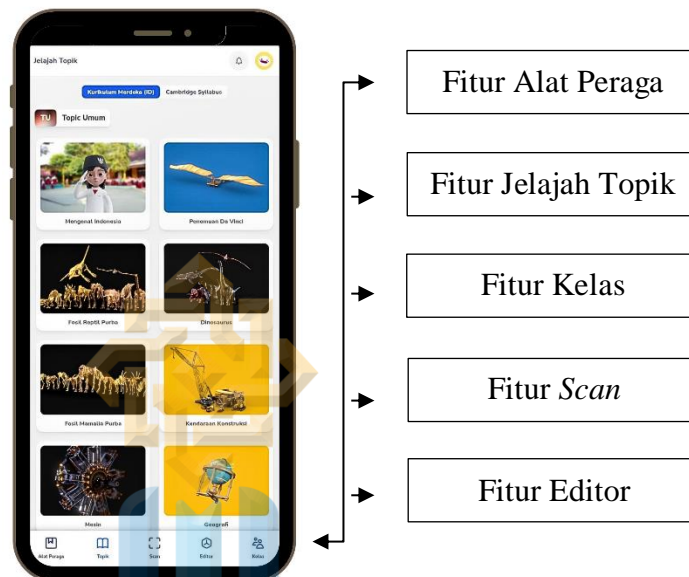 Jelajah Topik
Kurikulum Merdeka (ID) Cambridge Syllabus
TU Topic Umum
Mengenal Indonesia Penemuan Da Vinci
Fosil Reptil Purba Dinosaurus
Fosil Mamalia Purba Kendaraan Konstruksi
Mesin Geografi
Alat Peraga Topik Scan Editor Kelas
Fitur Alat Peraga
Fitur Jelajah Topik
Fitur Kelas
Fitur Scan
Fitur Editor